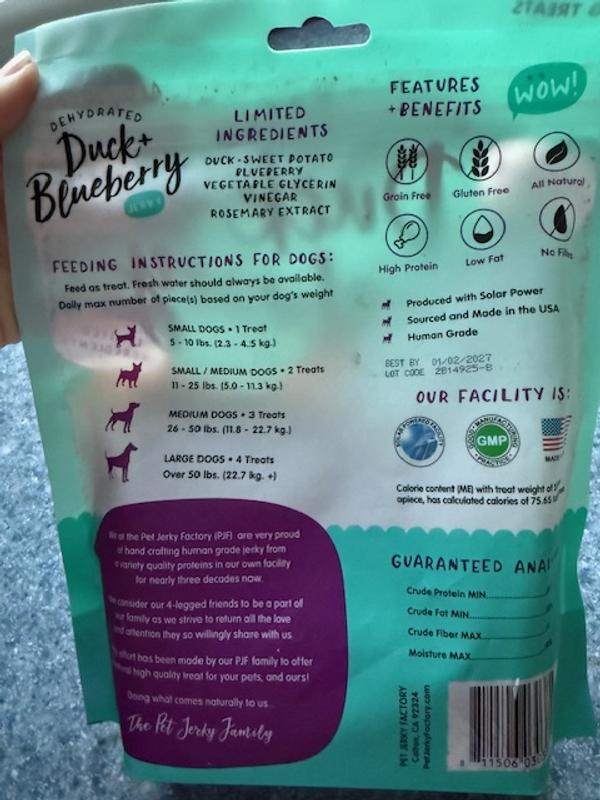 DEHYDRATED
Duck+
Blueberry
JERKY
LIMITED
INGREDIENTS
DUCK • SWEET POTATO
BLUEBERRY
VEGETABLE GLYCERIN
VINEGAR
ROSEMARY EXTRACT
FEATURES
+ BENEFITS
WOW!
Grain Free
Gluten Free
All Natural
High Protein
Low Fat
No
FEEDING INSTRUCTIONS FOR DOGS:
Feed as treat. Fresh water should always be available.
Daily max number of piece(s) based on your dog's weight
SMALL DOGS • 1 Treat
5 - 10 lbs. (2.3 - 4.5 kg.)
SMALL / MEDIUM DOGS • 2 Treats
11 - 25 lbs. (5.0 - 11.3 kg.)
MEDIUM DOGS • 3 Treats
26 - 50 lbs. (11.8 - 22.7 kg.)
LARGE DOGS • 4 Treats
Over 50 lbs. (22.7 kg. +)
Produced with Solar Power
Sourced and Made in the USA
Human Grade
BEST BY 01/02/2027
LOT CODE 2814925-B
OUR FACILITY IS:
SOLAR POWERED FACILITY
GOOD MANUFACTURING
GMP
PRACTICE
MADE
Calorie content (ME) with treat weight of
apiece, has calculated calories of 75.65
We at the Pet Jerky Factory (PJF) are very proud
of hand crafting human grade jerky from
a variety quality proteins in our own facility
for nearly three decades now.
We consider our 4-legged friends to be a part of
our family as we strive to return all the love
and attention they so willingly share with us.
effort has been made by our PJF family to offer
high quality treat for your pets, and ours!
Doing what comes naturally to us...
The Pet Jerky Family
GUARANTEED
Crude Protein MIN
Crude Fat MIN
Crude Fiber MAX
Moisture MAX
PET JERKY FACTORY
Colton, CA 92324
PetJerkyFactory.com
8 11506 030